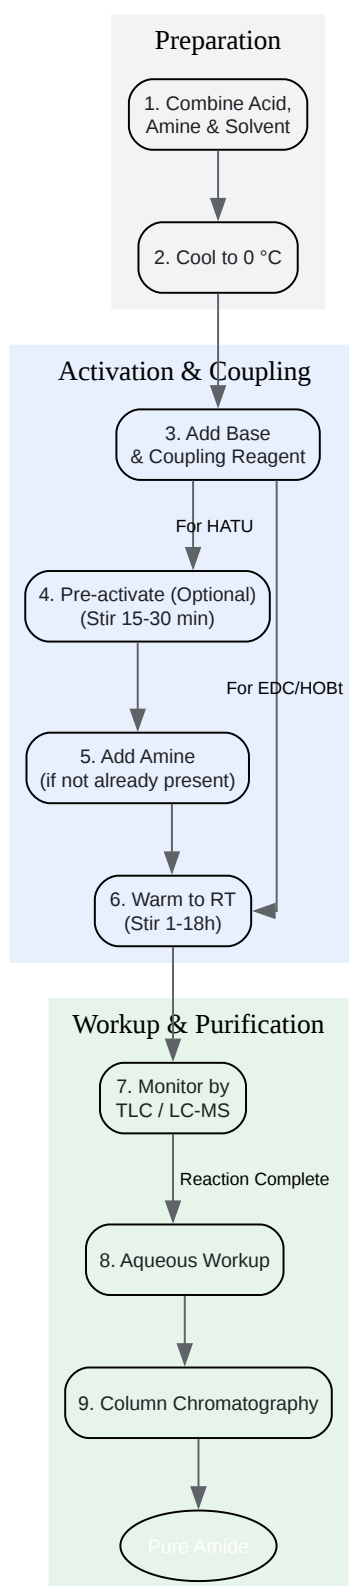 Preparation
1. Combine Acid,
Amine & Solvent
2. Cool to 0 °C
Activation & Coupling
3. Add Base
& Coupling Reagent
For HATU
4. Pre-activate (Optional)
(Stir 15-30 min)
For EDC/HOBt
5. Add Amine
(if not already present)
6. Warm to RT
(Stir 1-18h)
Workup & Purification
7. Monitor by
TLC / LC-MS
Reaction Complete
8. Aqueous Workup
9. Column Chromatography
Pure Amide